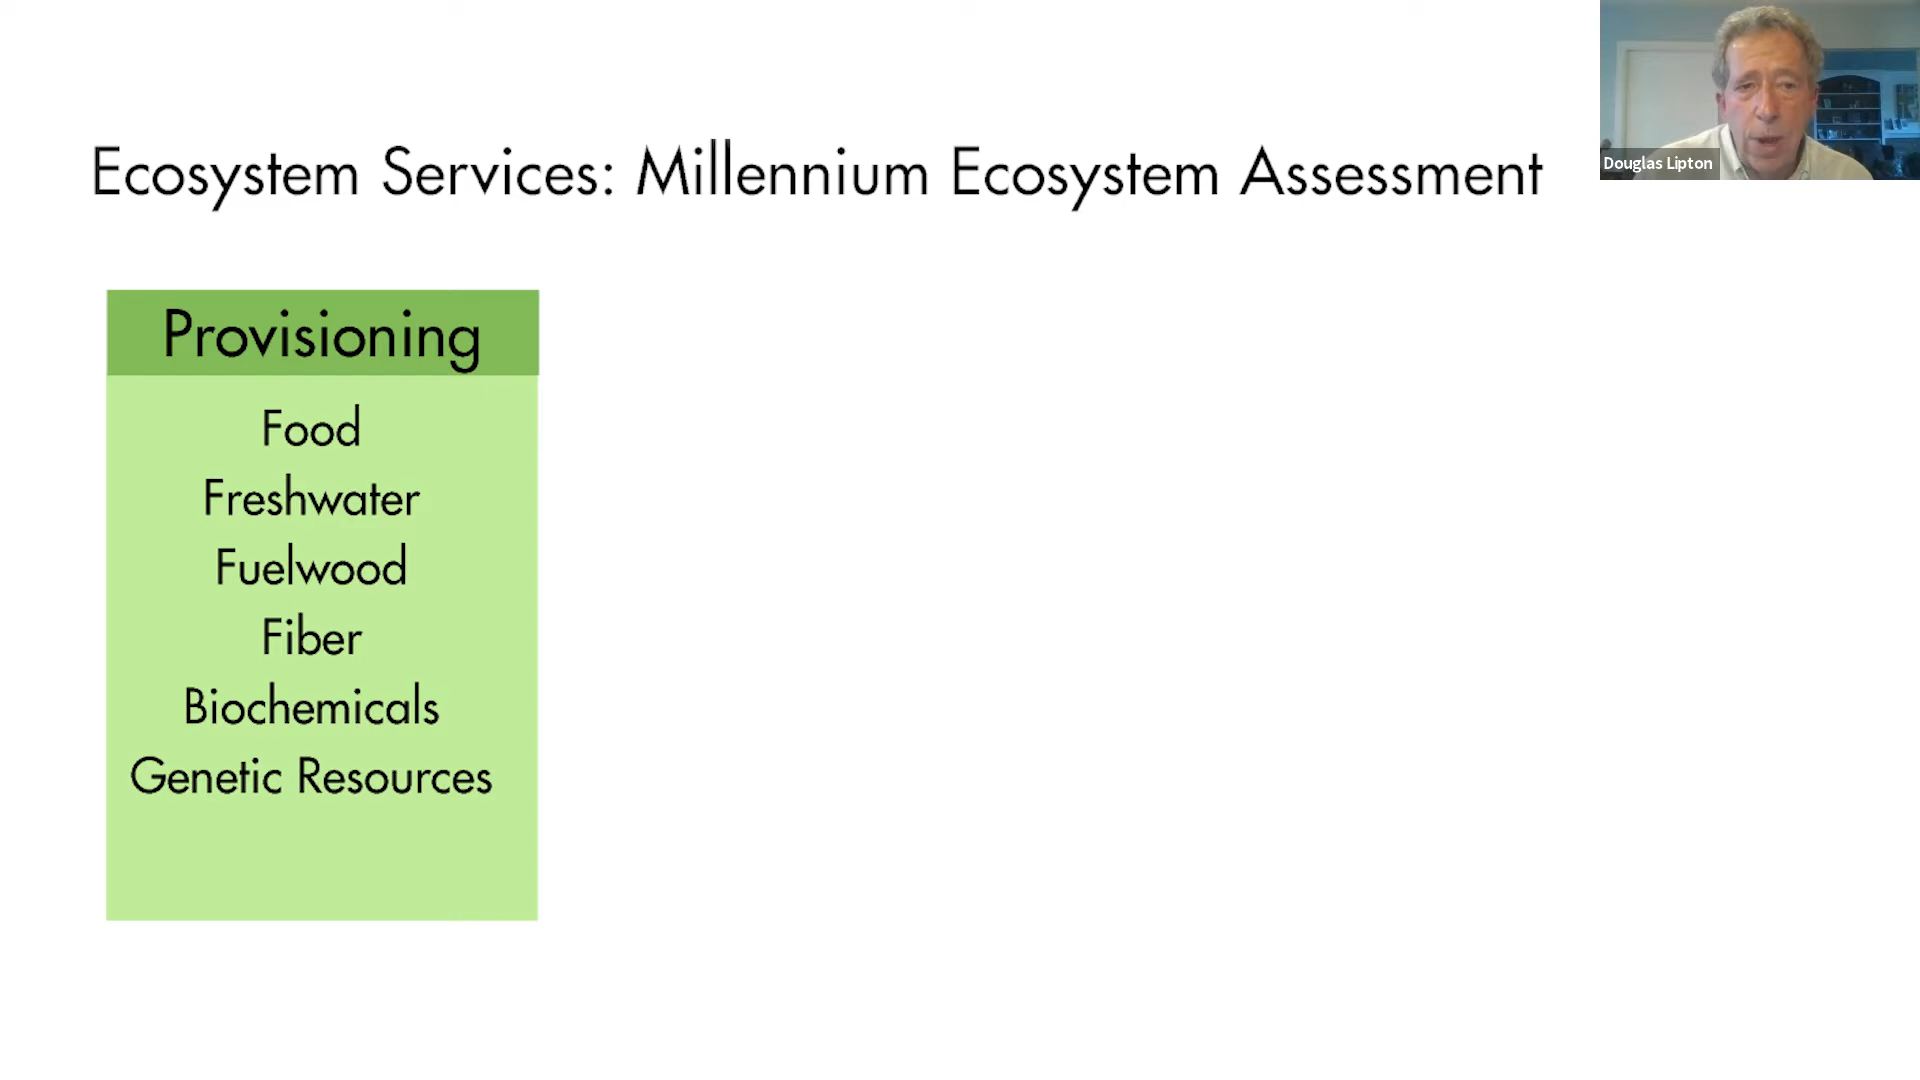 Ecosystem Services: Millennium Ecosystem Assessment
Douglas Lipton
Provisioning
Food
Freshwater
Fuelwood
Fiber
Biochemicals
Genetic Resources